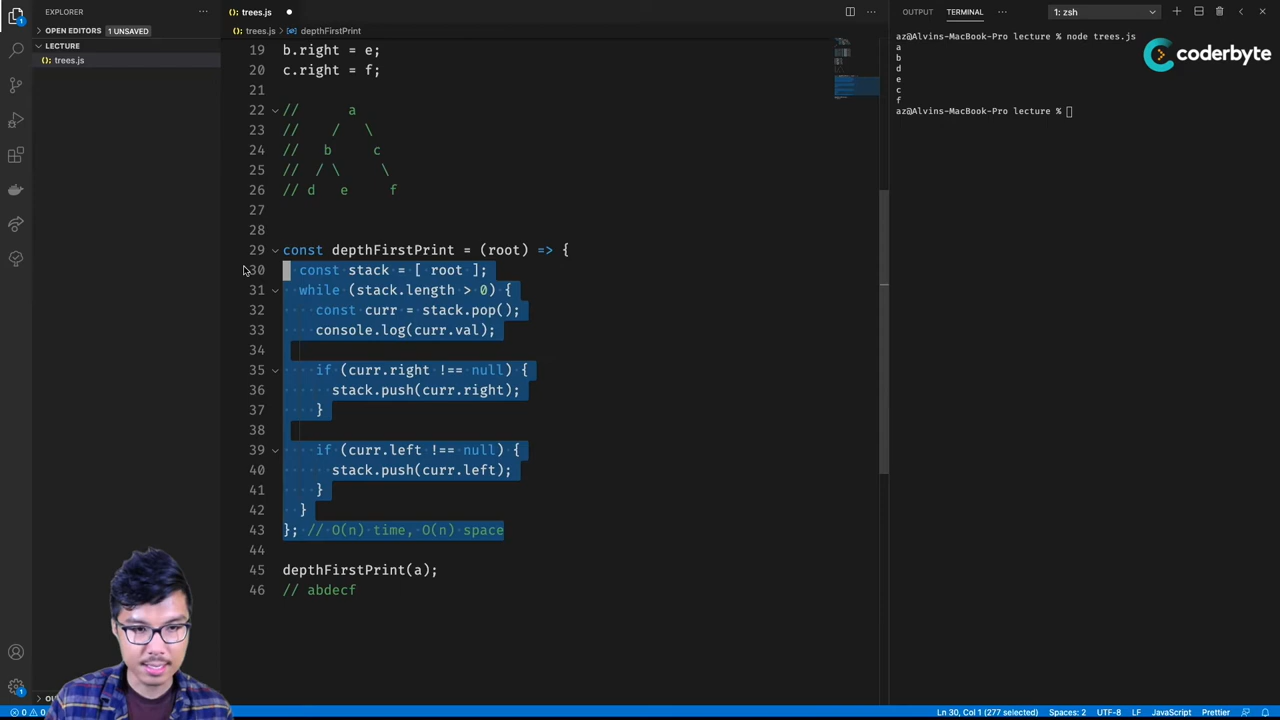 EXPLORER
OPEN EDITORS 1 UNSAVED
LECTURE
trees.js
trees.js
trees.js > depthFirstPrint
19 b.right = e;
20 c.right = f;
21
22 // a
23 // / \
24 // b c
25 // / \ \
26 // d e f
27
28
29 const depthFirstPrint = (root) => {
30 const stack = [ root ];
31 while (stack.length > 0) {
32 const curr = stack.pop();
33 console.log(curr.val);
34
35 if (curr.right !== null) {
36 stack.push(curr.right);
37 }
38
39 if (curr.left !== null) {
40 stack.push(curr.left);
41 }
42 }
43 }; // O(n) time, O(n) space
44
45 depthFirstPrint(a);
46 // abdecf
OUTPUT TERMINAL 1: zsh
az@Alvins-MacBook-Pro lecture % node trees.js
a
b
d
e
c
f
az@Alvins-MacBook-Pro lecture %
coderbyte
1
0 0
Ln 30, Col 1 (277 selected) Spaces: 2 UTF-8 LF JavaScript Prettier